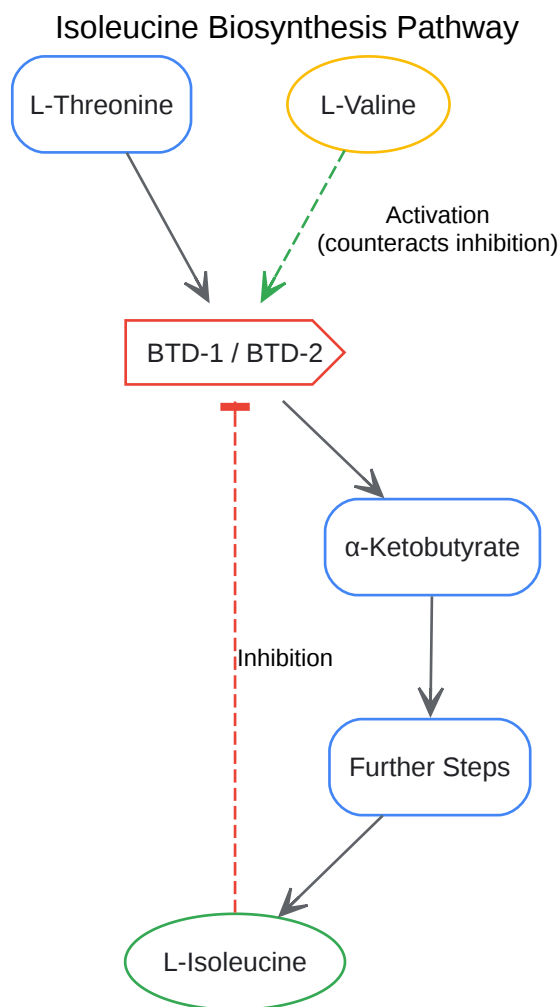 Isoleucine Biosynthesis Pathway
L-Threonine
L-Valine
Activation
(counteracts inhibition)
BTD-1 / BTD-2
α-Ketobutyrate
Inhibition
Further Steps
L-Isoleucine